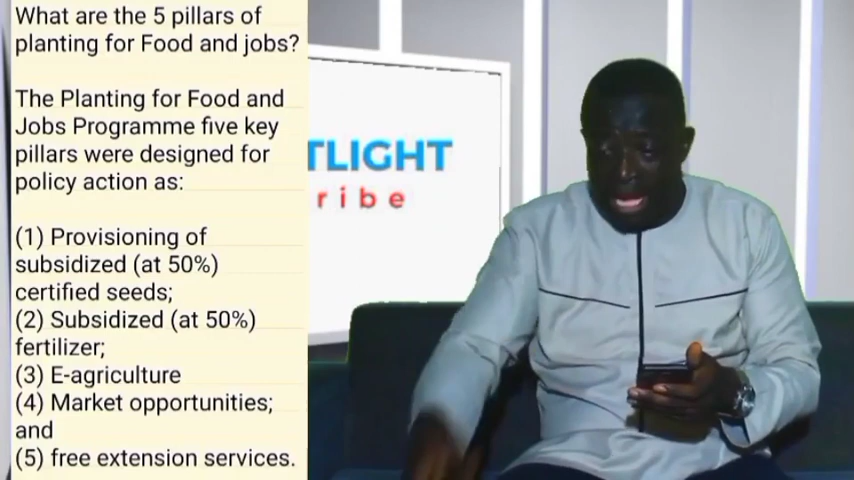 What are the 5 pillars of
planting for Food and jobs?
The Planting for Food and
Jobs Programme five key
pillars were designed for
policy action as:
(1) Provisioning of
subsidized (at 50%)
certified seeds;
(2) Subsidized (at 50%)
fertilizer;
(3) E-agriculture
(4) Market opportunities;
and
(5) free extension services.
TLIGHT
ribe